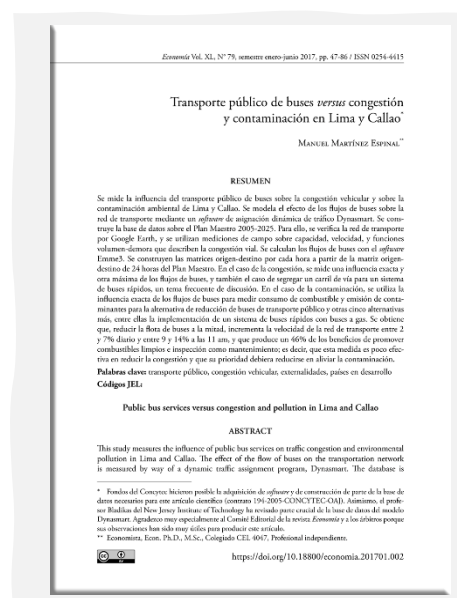 Economía Vol. XL, N° 79, semestre enero-junio 2017, pp. 47-86 / ISSN 0254-4415
Transporte público de buses versus congestión
y contaminación en Lima y Callao*
Manuel Martínez Espinal**
RESUMEN
Se mide la influencia del transporte público de buses sobre la congestión vehicular y sobre la
contaminación ambiental de Lima y Callao. Se modela el efecto de los flujos de buses sobre la
red de transporte mediante un software de asignación dinámica de tráfico Dynasmart. Se cons-
truye la base de datos sobre el Plan Maestro 2005-2025. Para ello, se verifica la red de transporte
por Google Earth, y se utilizan mediciones de campo sobre capacidad, velocidad, y funciones
volumen-demora que describen la congestión vial. Se calculan los flujos de buses con el software
Emme3. Se construyen las matrices origen-destino por cada hora a partir de la matriz origen-
destino de 24 horas del Plan Maestro. En el caso de la congestión, se mide una influencia exacta y
otra máxima de los flujos de buses, y también el caso de segregar un carril de vía para un sistema
de buses rápidos, un tema frecuente de discusión. En el caso de la contaminación, se utiliza la
influencia exacta de los flujos de buses para medir consumo de combustible y emisión de conta-
minantes para la alternativa de reducción de buses de transporte público y otras cinco alternativas
más, entre ellas la implementación de un sistema de buses rápidos con buses a gas. Se obtiene
que, reducir la flota de buses a la mitad, incrementa la velocidad de la red de transporte entre 2
y 7% diario y entre 9 y 14% a las 11 am, y que produce un 46% de los beneficios de promover
combustibles limpios e inspección como mantenimiento; es decir, que esta medida es poco efec-
tiva en reducir la congestión y que su prioridad debiera reducirse en aliviar la contaminación.
Palabras clave: transporte público, congestión vehicular, externalidades, países en desarrollo
Códigos JEL:
Public bus services versus congestion and pollution in Lima and Callao
ABSTRACT
This study measures the influence of public bus services on traffic congestion and environmental
pollution in Lima and Callao. The effect of the flow of buses on the transportation network
is measured by way of a dynamic traffic assignment program, Dynasmart. The database is
* Fondos del Concytec hicieron posible la adquisición de software y de construcción de parte de la base de
datos necesarios para este artículo científico (contrato 194-2005-CONCYTEC-OAJ). Asimismo, el profe-
sor Bladikas del New Jersey Institute of Technology ha revisado parte crucial de la base de datos del modelo
Dynasmart. Agradezco muy especialmente al Comité Editorial de la revista Economía y a los árbitros porque
sus observaciones han sido muy útiles para producir este artículo.
** Economista, Econ. Ph.D., M.Sc., Colegiado CEL 4047. Profesional independiente.
https://doi.org/10.18800/economia.201701.002